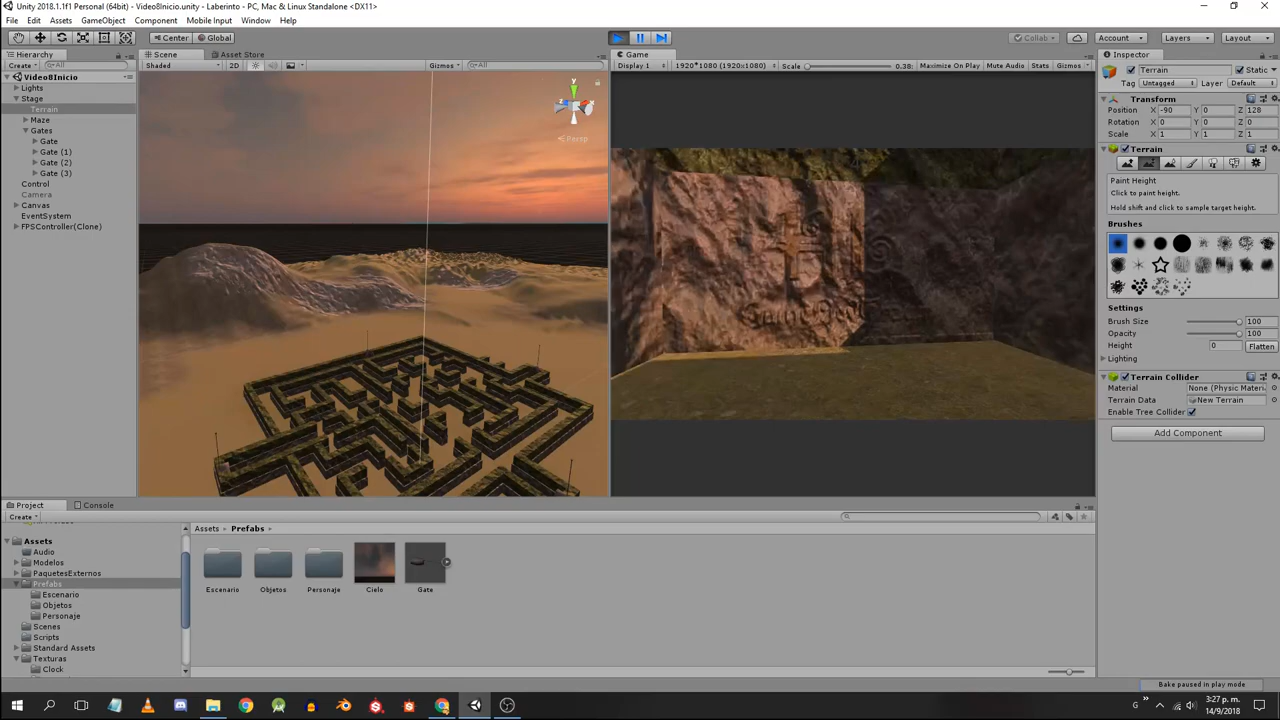 Unity 2018.1.1f1 Personal (64bit) - Video8Inicio.unity - Laberinto - PC, Mac & Linux Standalone <DX11>
File Edit Assets GameObject Component Mobile Input Window Help
Center Global Collab Account Layers Layout
Hierarchy Scene Asset Store Game Inspector
Create All Shaded 2D Gizmos All Display 1 1920*1080 (1920x1080) Scale 0.38: Maximize On Play Mute Audio Stats Gizmos
Terrain Static
Tag Untagged Layer Default
Video8Inicio
Lights
Stage
Terrain
Maze
Gates
Gate
Gate (1)
Gate (2)
Gate (3)
Control
Camera
Canvas
EventSystem
FPSController(Clone)
y
Persp
Transform
Position X -90 Y 0 Z 128
Rotation X 0 Y 0 Z 0
Scale X 1 Y 1 Z 1
Terrain
Paint Height
Click to paint height.
Hold shift and click to sample target height.
Brushes
Settings
Brush Size 100
Opacity 100
Height 0 Flatten
Lighting
Terrain Collider
Material None (Physic Materi
Terrain Data New Terrain
Enable Tree Collider
Add Component
Project Console
Create
Assets
Audio
Modelos
PaquetesExternos
Prefabs
Escenario
Objetos
Personaje
Scenes
Scripts
Standard Assets
Texturas
Clock
Assets Prefabs
Escenario Objetos Personaje Cielo Gate
Bake paused in play mode
3:27 p. m.
14/9/2018